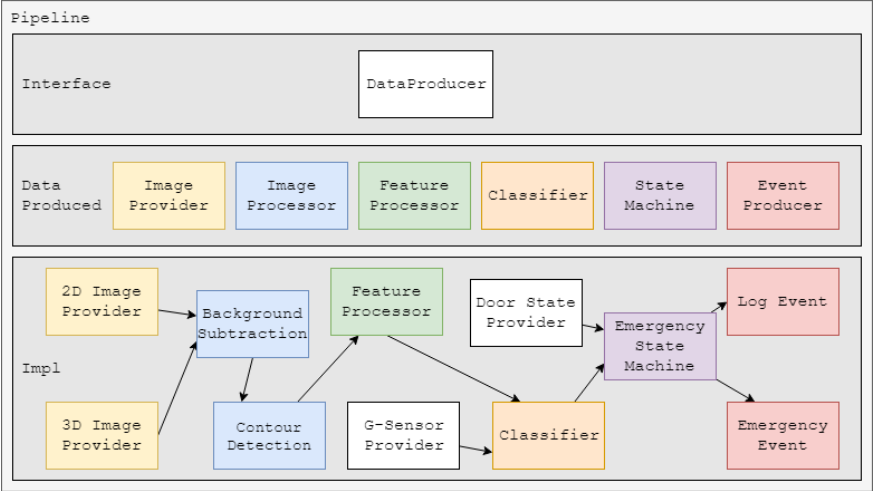 Pipeline
Interface
DataProducer
Data
Produced
Image
Provider
Image
Processor
Feature
Processor
Classifier
State
Machine
Event
Producer
Impl
2D Image
Provider
Background
Subtraction
Feature
Processor
Door State
Provider
Emergency
State
Machine
Log Event
3D Image
Provider
Contour
Detection
G-Sensor
Provider
Classifier
Emergency
Event